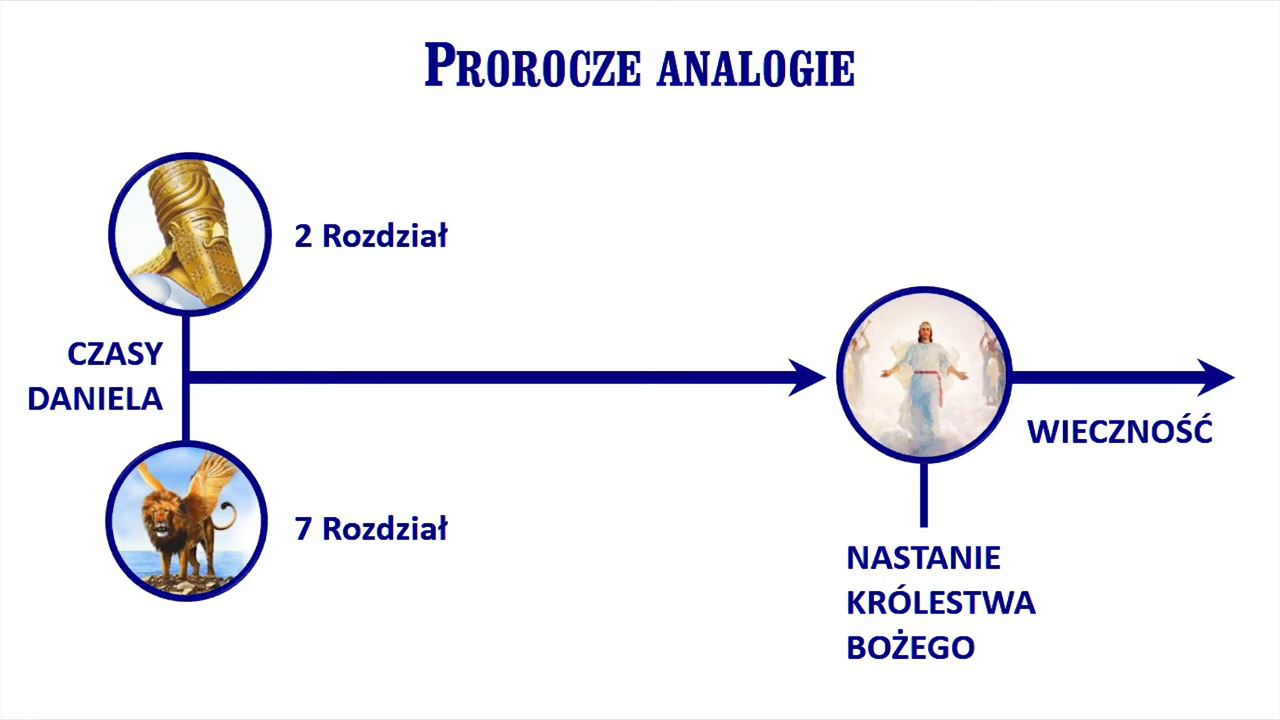 PROROCZE ANALOGIE
2 Rozdział
CZASY
DANIELA
7 Rozdział
WIECZNOŚĆ
NASTANIE
KRÓLESTWA
BOŻEGO